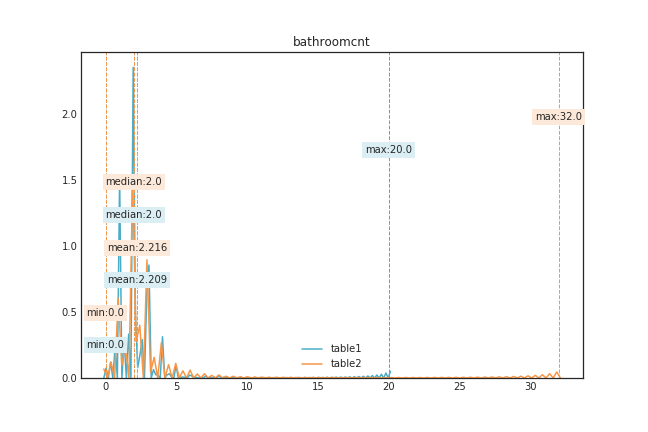 bathroomcnt
2.0
1.5
1.0
0.5
0.0
max:32.0
max:20.0
median:2.0
median:2.0
mean:2.216
mean:2.209
min:0.0
min:0.0
table1
table2
0 5 10 15 20 25 30